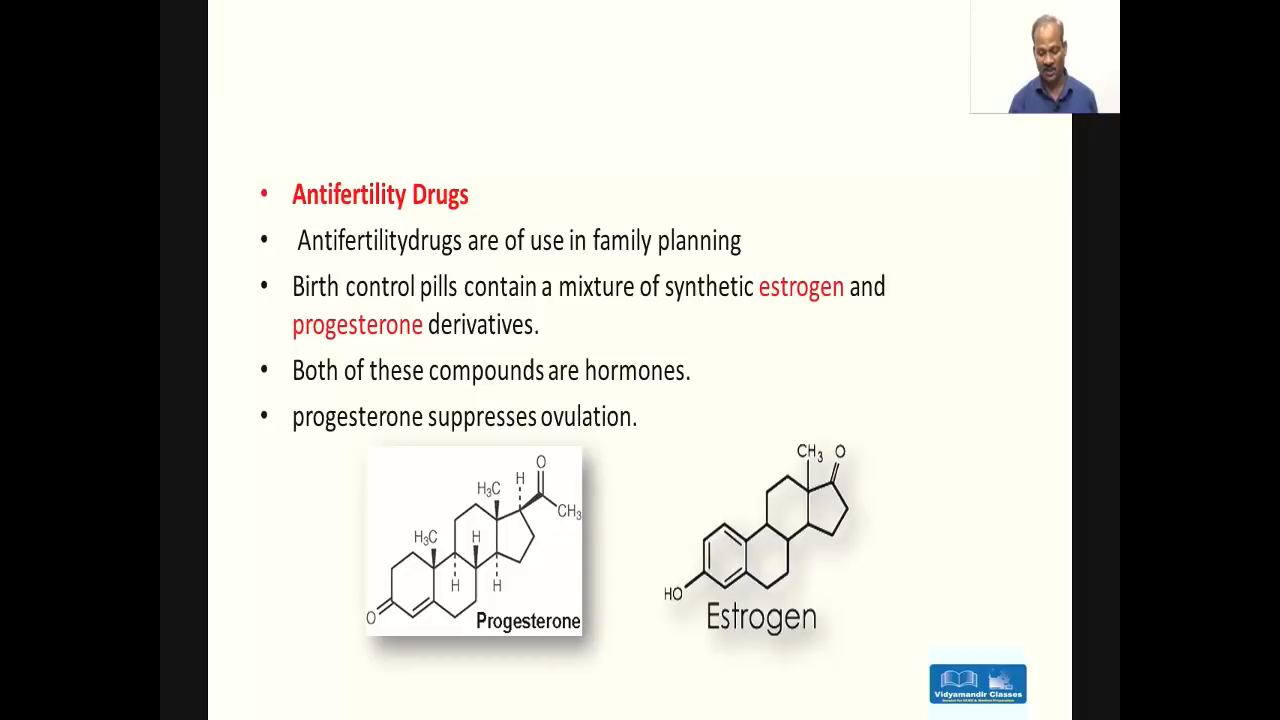 • Antifertility Drugs
• Antifertilitydrugs are of use in family planning
• Birth control pills contain a mixture of synthetic estrogen and
progesterone derivatives.
• Both of these compounds are hormones.
• progesterone suppresses ovulation.
O
H
H₃C
CH₃
H₃C
H
H
H
O
Progesterone
CH₃
O
HO
Estrogen
Vidyamandir Classes